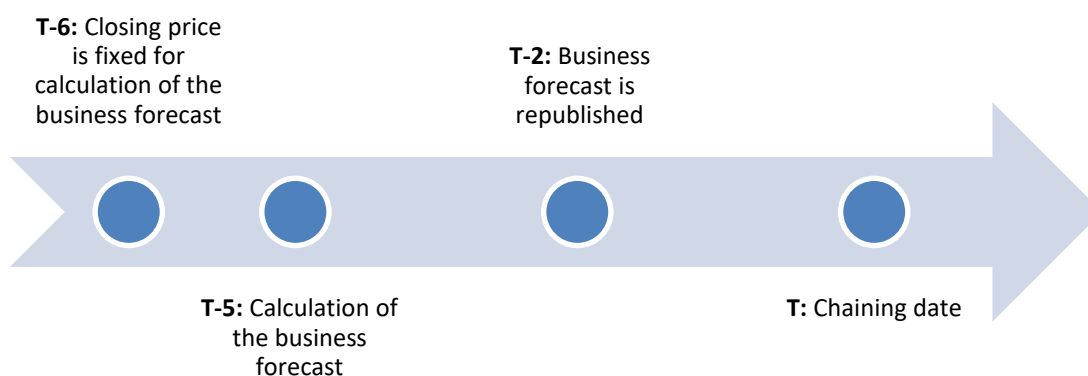 T-6: Closing price
is fixed for
calculation of the
business forecast
T-5: Calculation of
the business
forecast
T-2: Business
forecast is
republished
T: Chaining date